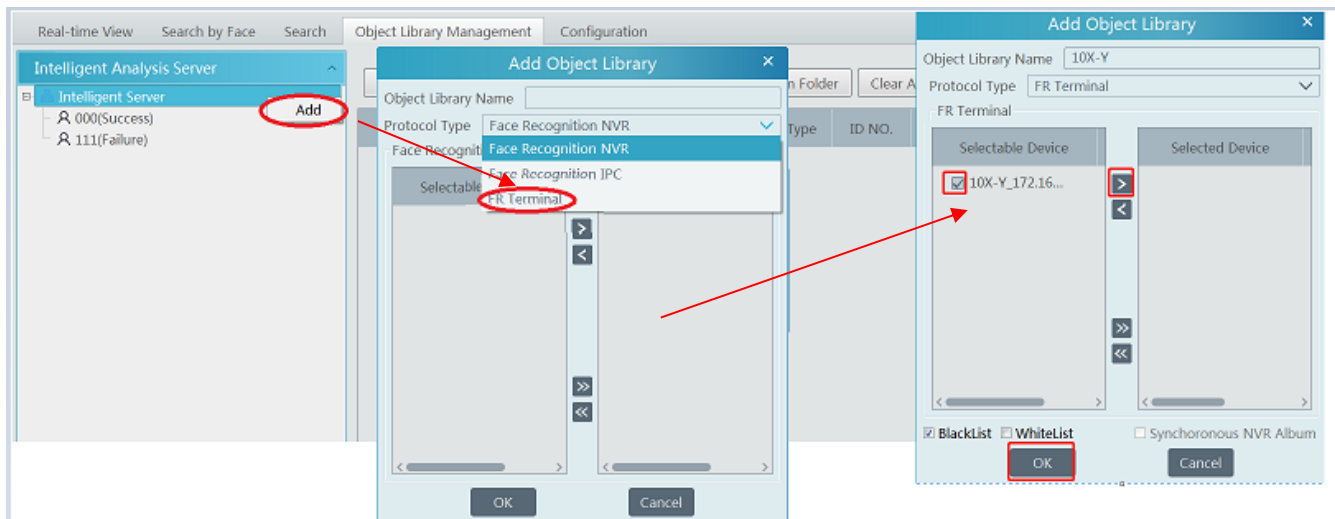 Real-time View Search by Face Search Object Library Management Configuration
Intelligent Analysis Server
Intelligent Server
Add
000(Success)
111(Failure)
n Folder Clear A
Type ID NO.
Add Object Library
Object Library Name
Protocol Type Face Recognition NVR
Face Recognit
Face Recognition NVR
Face Recognition IPC
FR Terminal
Selectable
> 
<
>>
<<
OK Cancel
Add Object Library
Object Library Name 10X-Y
Protocol Type FR Terminal
FR Terminal
Selectable Device Selected Device
10X-Y_172.16...
>
<
>>
<<
BlackList WhiteList Synchoronous NVR Album
OK Cancel